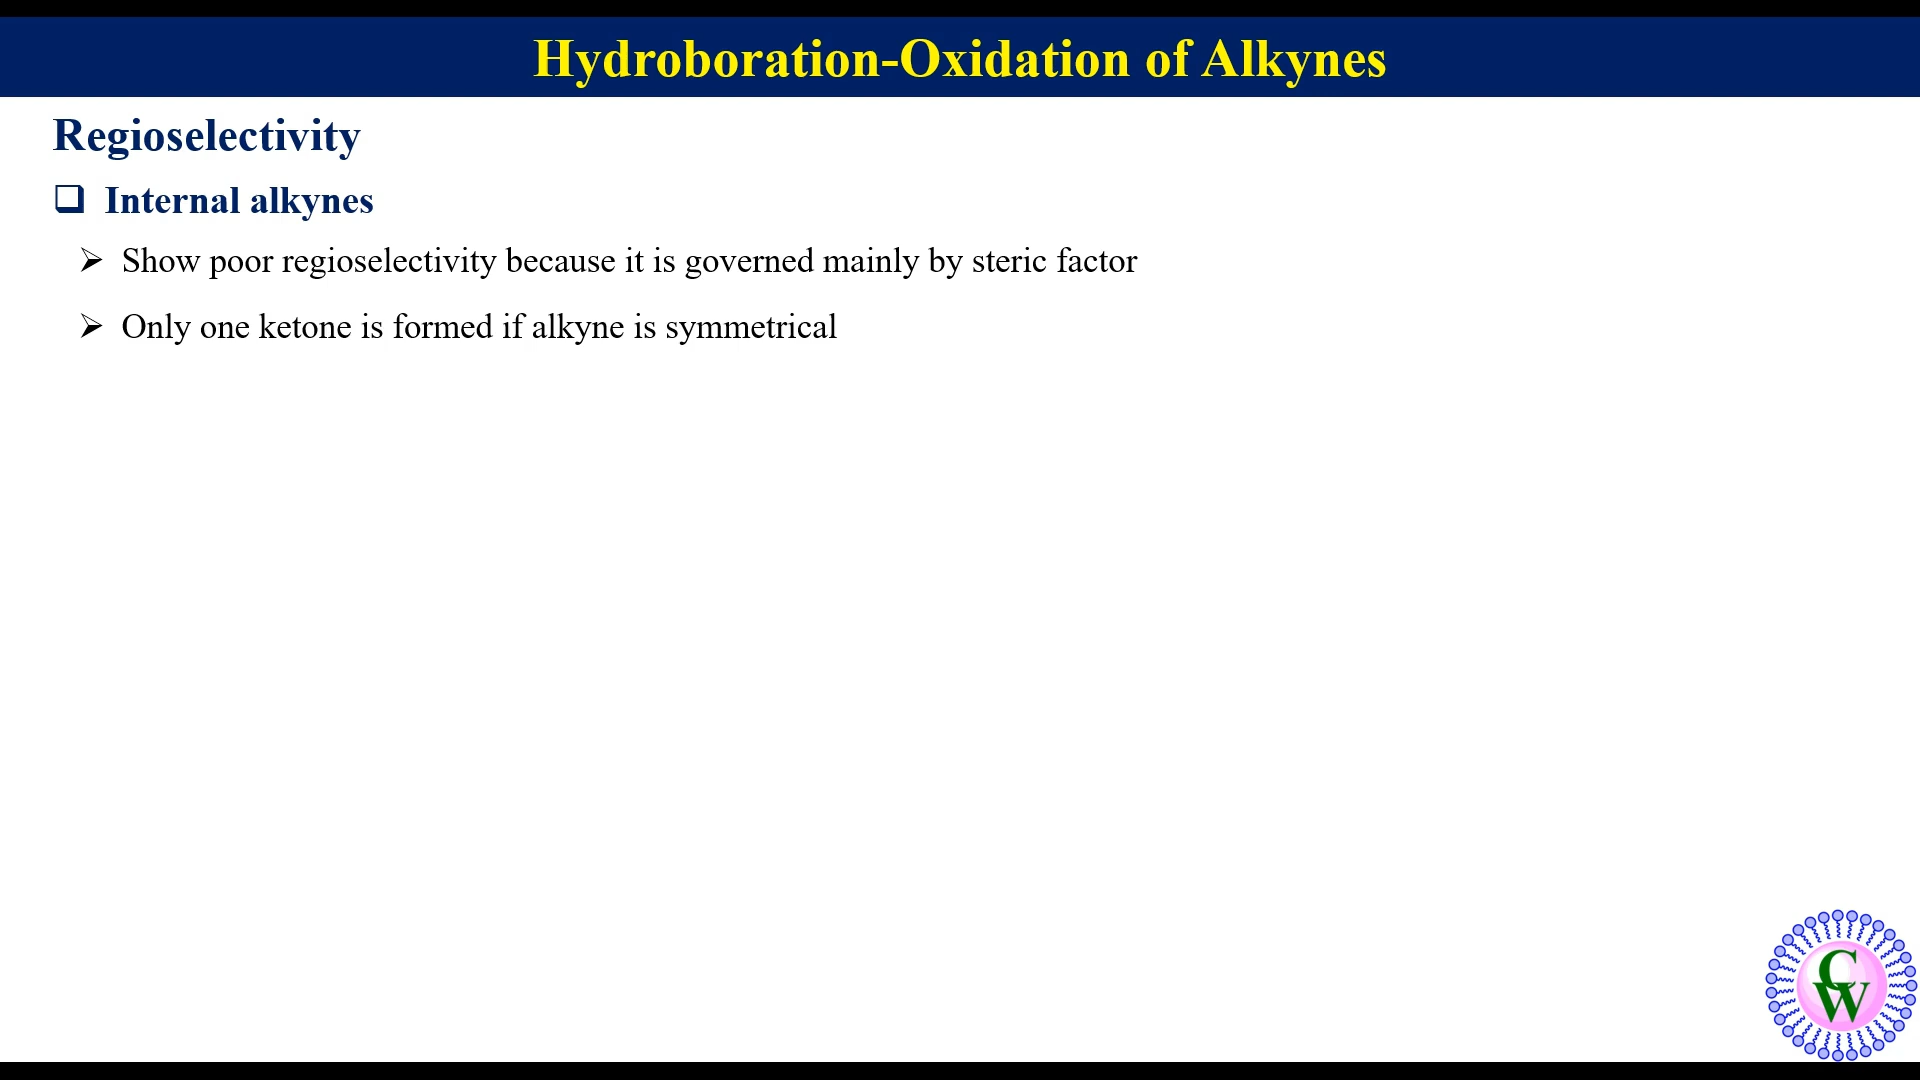 Hydroboration-Oxidation of Alkynes
Regioselectivity
❑ Internal alkynes
➢ Show poor regioselectivity because it is governed mainly by steric factor
➢ Only one ketone is formed if alkyne is symmetrical
CW